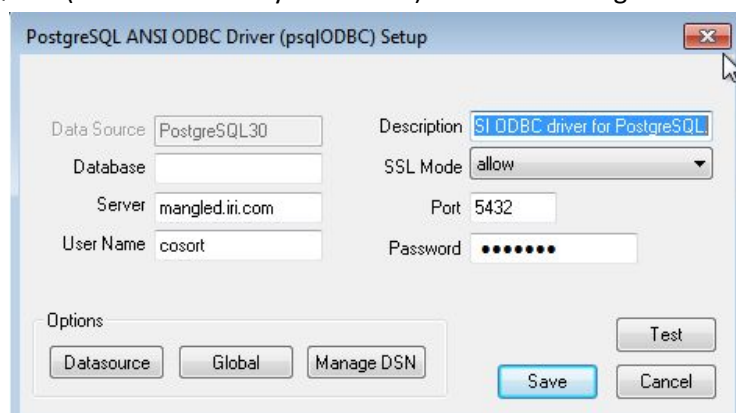 PostgreSQL ANSI ODBC Driver (psqlODBC) Setup
Data Source PostgreSQL30 Description SI ODBC driver for PostgreSQL.
Database SSL Mode allow
Server mangled.iri.com Port 5432
User Name cosort Password •••••••
Options
Test
Datasource Global Manage DSN
Save Cancel